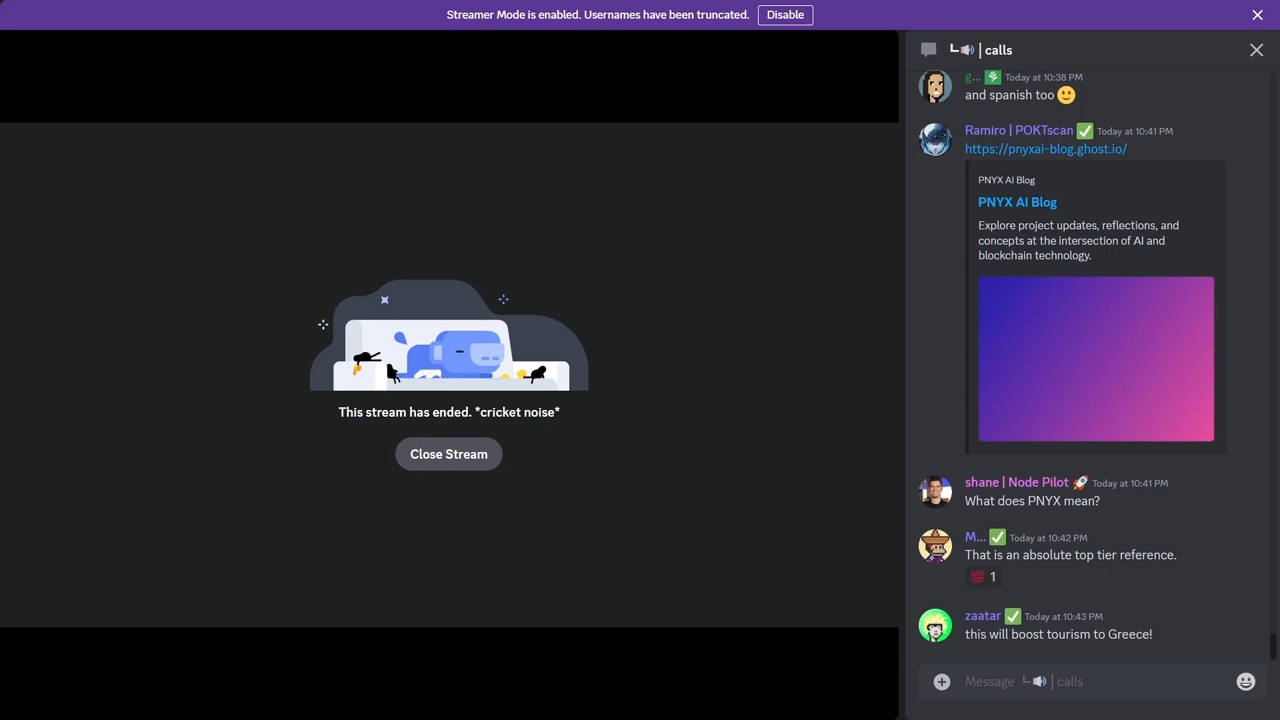 Streamer Mode is enabled. Usernames have been truncated. Disable
calls
g... Today at 10:38 PM
and spanish too
Ramiro | POKTscan Today at 10:41 PM
https://pnyxai-blog.ghost.io/
PNYX AI Blog
PNYX AI Blog
Explore project updates, reflections, and
concepts at the intersection of AI and
blockchain technology.
This stream has ended. *cricket noise*
Close Stream
shane | Node Pilot Today at 10:41 PM
What does PNYX mean?
M... Today at 10:42 PM
That is an absolute top tier reference.
1
zaatar Today at 10:43 PM
this will boost tourism to Greece!
Message calls